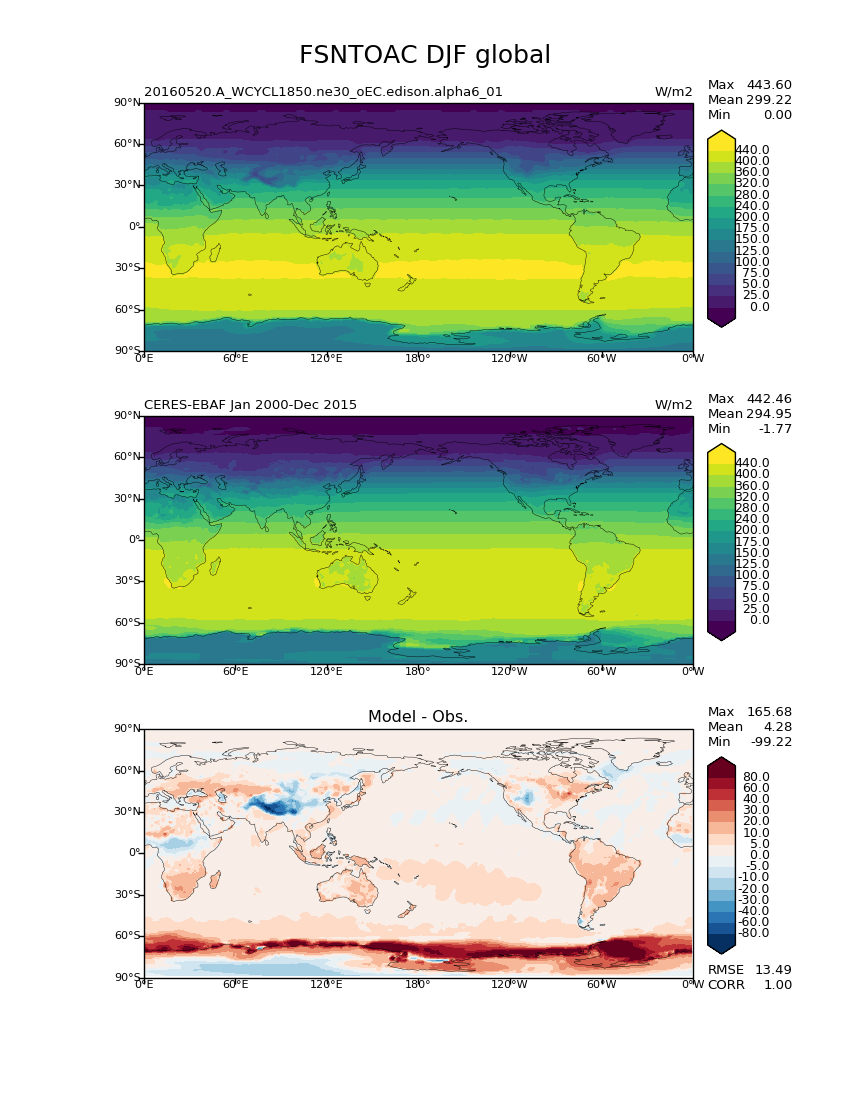 FSNTOAC DJF global
20160520.A_WCYCL1850.ne30_oEC.edison.alpha6_01 W/m2
Max 443.60
Mean 299.22
Min 0.00
90°N
60°N
30°N
0°
30°S
60°S
90°S
0°E 60°E 120°E 180° 120°W 60°W 0°W
440.0
400.0
360.0
320.0
280.0
240.0
200.0
175.0
150.0
125.0
100.0
75.0
50.0
25.0
0.0
CERES-EBAF Jan 2000-Dec 2015 W/m2
Max 442.46
Mean 294.95
Min -1.77
90°N
60°N
30°N
0°
30°S
60°S
90°S
0°E 60°E 120°E 180° 120°W 60°W 0°W
440.0
400.0
360.0
320.0
280.0
240.0
200.0
175.0
150.0
125.0
100.0
75.0
50.0
25.0
0.0
Model - Obs.
Max 165.68
Mean 4.28
Min -99.22
90°N
60°N
30°N
0°
30°S
60°S
90°S
0°E 60°E 120°E 180° 120°W 60°W 0°W
80.0
60.0
40.0
30.0
20.0
10.0
5.0
0.0
-5.0
-10.0
-20.0
-30.0
-40.0
-60.0
-80.0
RMSE 13.49
CORR 1.00